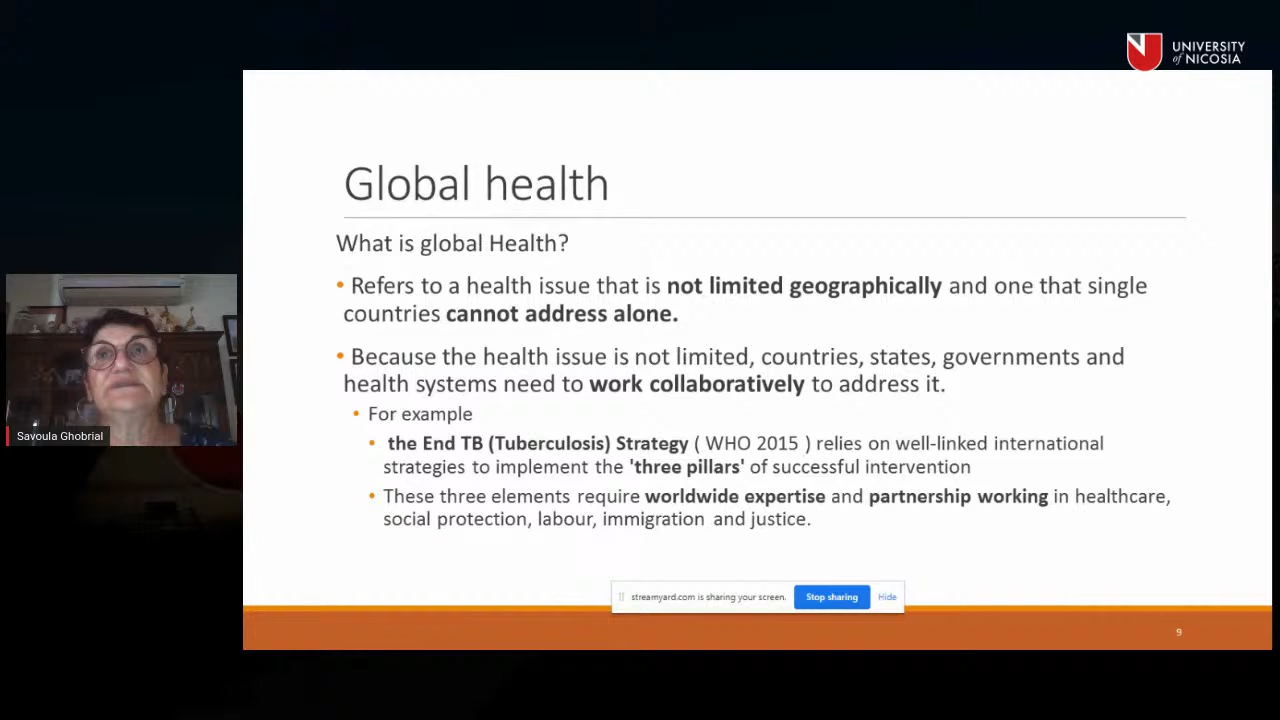 UNIVERSITY
of NICOSIA
Global health
What is global Health?
• Refers to a health issue that is not limited geographically and one that single
countries cannot address alone.
• Because the health issue is not limited, countries, states, governments and
health systems need to work collaboratively to address it.
• For example
• the End TB (Tuberculosis) Strategy ( WHO 2015 ) relies on well-linked international
strategies to implement the 'three pillars' of successful intervention
• These three elements require worldwide expertise and partnership working in healthcare,
social protection, labour, immigration and justice.
Savoula Ghobrial
streamyard.com is sharing your screen. Stop sharing Hide
9